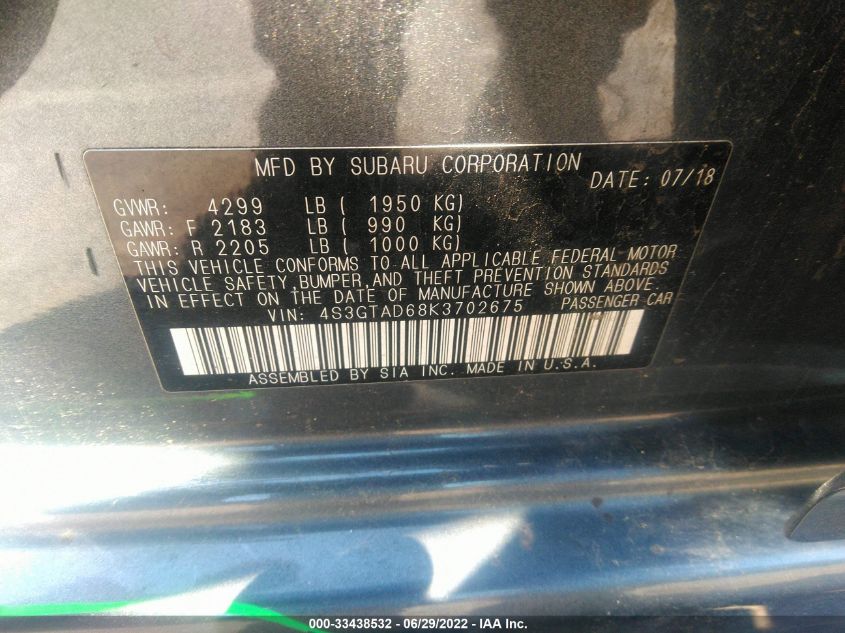 MFD BY SUBARU CORPORATION DATE: 07/18
GVWR: 4299 LB ( 1950 KG)
GAWR: F 2183 LB ( 990 KG)
GAWR: R 2205 LB ( 1000 KG)
THIS VEHICLE CONFORMS TO ALL APPLICABLE FEDERAL MOTOR
VEHICLE SAFETY, BUMPER, AND THEFT PREVENTION STANDARDS
IN EFFECT ON THE DATE OF MANUFACTURE SHOWN ABOVE.
VIN: 4S3GTAD68K3702675 PASSENGER CAR
ASSEMBLED BY SIA INC. MADE IN U.S.A.
000-33438532 - 06/29/2022 - IAA Inc.